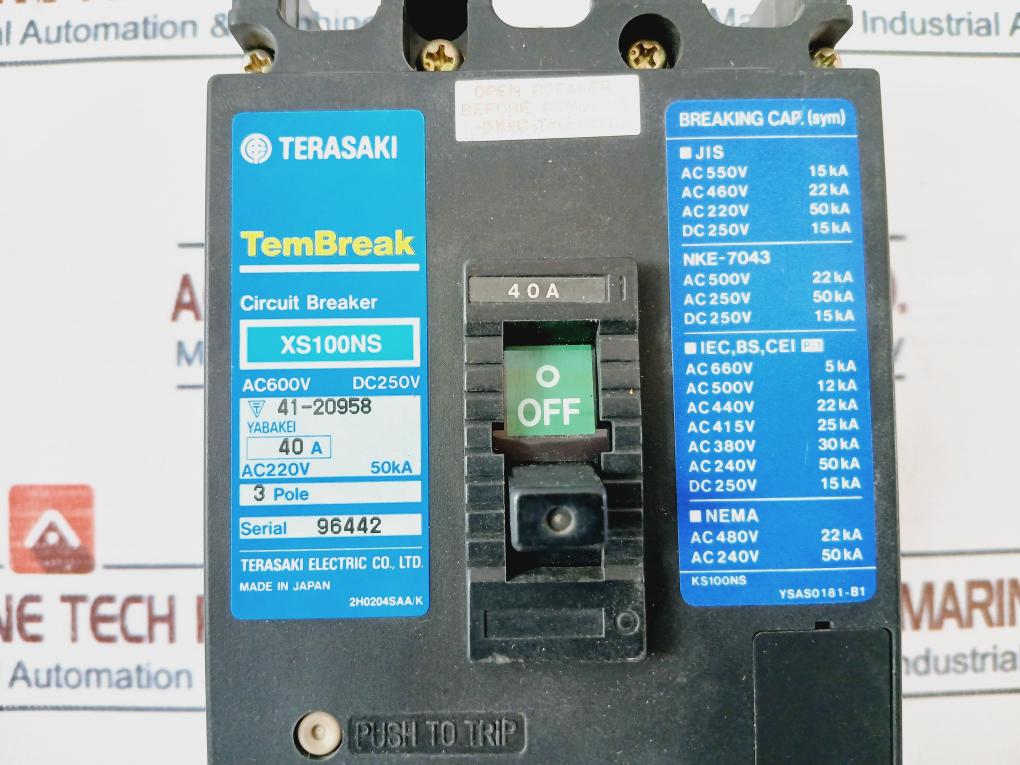 Automation &
Machine
Industrial A
OPEN BREAKER
BEFORE
TERASAKI
TemBreak
Circuit Breaker
XS100NS
AC600V DC250V
41-20958
YABAKEI
40 A
AC220V 50kA
3 Pole
Serial 96442
TERASAKI ELECTRIC CO., LTD.
MADE IN JAPAN
2H0204SAA/K
40A
I
O
OFF
O
BREAKING CAP. (sym)
■JIS
AC550V 15kA
AC460V 22kA
AC220V 50kA
DC250V 15kA
NKE-7043
AC500V 22kA
AC250V 50kA
DC250V 15kA
■IEC,BS,CEI P-1
AC660V 5kA
AC500V 12kA
AC440V 22kA
AC415V 25kA
AC380V 30kA
AC240V 50kA
DC250V 15kA
■NEMA
AC480V 22kA
AC240V 50kA
KS100NS
YSAS0181-B1
NE TECH
MARIN
Automation
ndustrial
PUSH TO TRIP